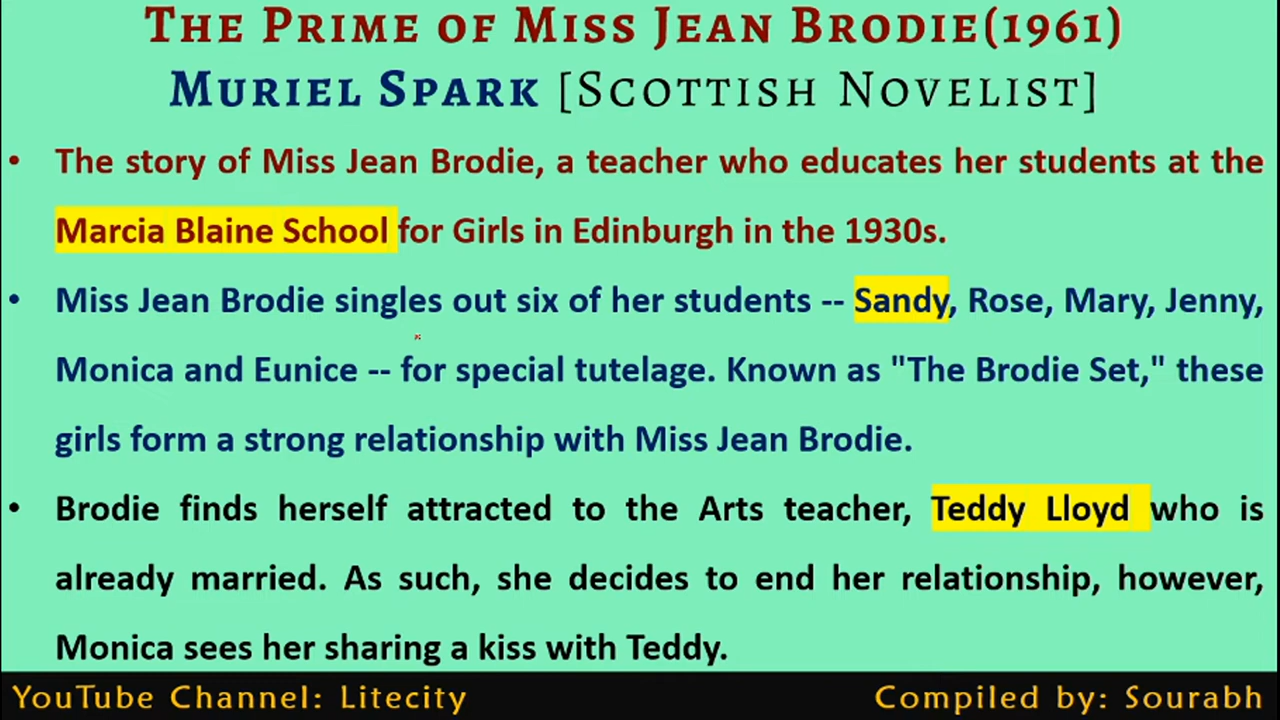 The Prime of Miss Jean Brodie(1961)
Muriel Spark [Scottish Novelist]
• The story of Miss Jean Brodie, a teacher who educates her students at the
Marcia Blaine School for Girls in Edinburgh in the 1930s.
• Miss Jean Brodie singles out six of her students -- Sandy, Rose, Mary, Jenny,
Monica and Eunice -- for special tutelage. Known as "The Brodie Set," these
girls form a strong relationship with Miss Jean Brodie.
• Brodie finds herself attracted to the Arts teacher, Teddy Lloyd who is
already married. As such, she decides to end her relationship, however,
Monica sees her sharing a kiss with Teddy.
YouTube Channel: Litecity
Compiled by: Sourabh